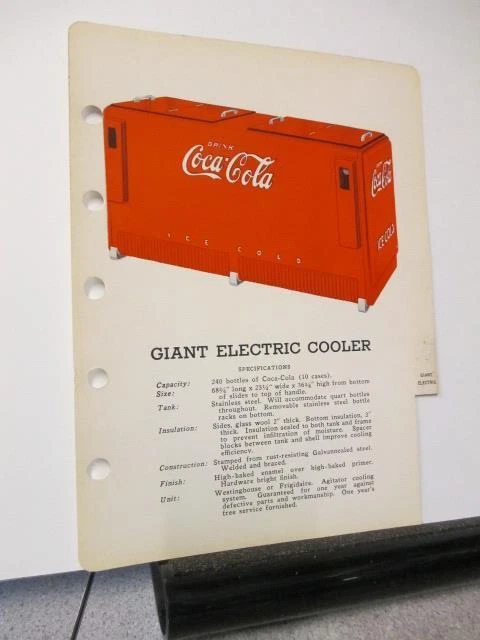 DRINK
Coca-Cola
ICE COLD
Coca-Cola
ICE COLD
GIANT ELECTRIC COOLER
SPECIFICATIONS
Capacity: 240 bottles of Coca-Cola (10 cases).
Size: long x wide x high from bottom
of slides to top of handle.
Tank: Stainless steel. Will accommodate quart bottles
throughout. Removable stainless steel bottle
racks on bottom.
Insulation: Sides, glass wool 2" thick. Bottom insulation, 3"
thick. Insulation sealed to both tank and frame
to prevent infiltration of moisture. Spacer
blocks between tank and shell improve cooling
efficiency.
Construction: Stamped from rust-resisting Galvannealed steel.
Welded and braced.
Finish: High-baked enamel over high-baked primer.
Hardware bright finish.
Unit: Westinghouse or Frigidaire. Agitator cooling
system. Guaranteed for one year against
defective parts and workmanship. One year's
free service furnished.
GIANT
ELECTRIC